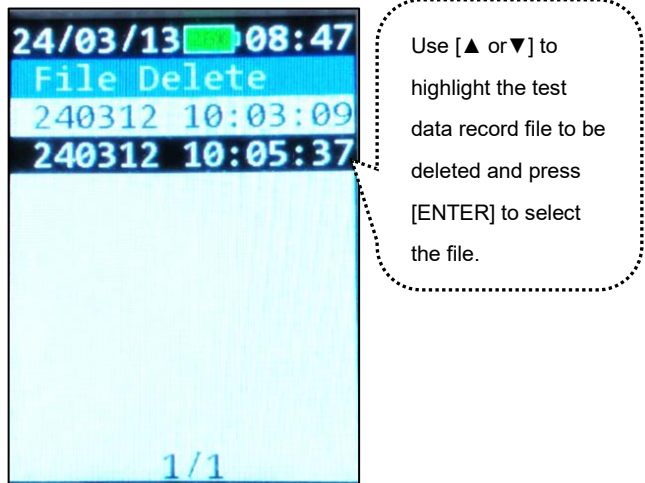 24/03/13 08:47
File Delete
240312 10:03:09
240312 10:05:37
1/1
Use [▲ or▼] to
highlight the test
data record file to be
deleted and press
[ENTER] to select
the file.